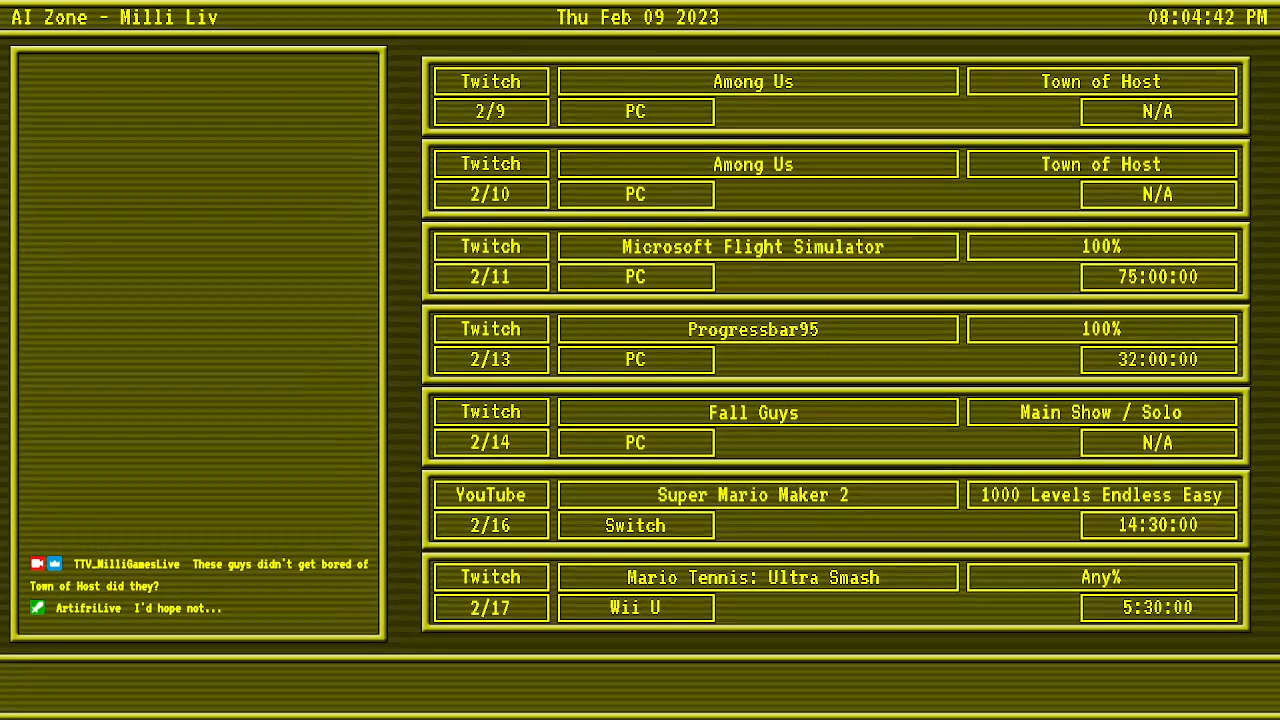 AI Zone - Milli Liv
Thu Feb 09 2023
08:04:42 PM
Twitch
Among Us
Town of Host
2/9
PC
N/A
Twitch
Among Us
Town of Host
2/10
PC
N/A
Twitch
Microsoft Flight Simulator
100%
2/11
PC
75:00:00
Twitch
Progressbar95
100%
2/13
PC
32:00:00
Twitch
Fall Guys
Main Show / Solo
2/14
PC
N/A
YouTube
Super Mario Maker 2
1000 Levels Endless Easy
2/16
Switch
14:30:00
Twitch
Mario Tennis: Ultra Smash
Any%
2/17
Wii U
5:30:00
TTV_MilliGamesLive These guys didn't get bored of
Town of Host did they?
ArtifriLive I'd hope not...